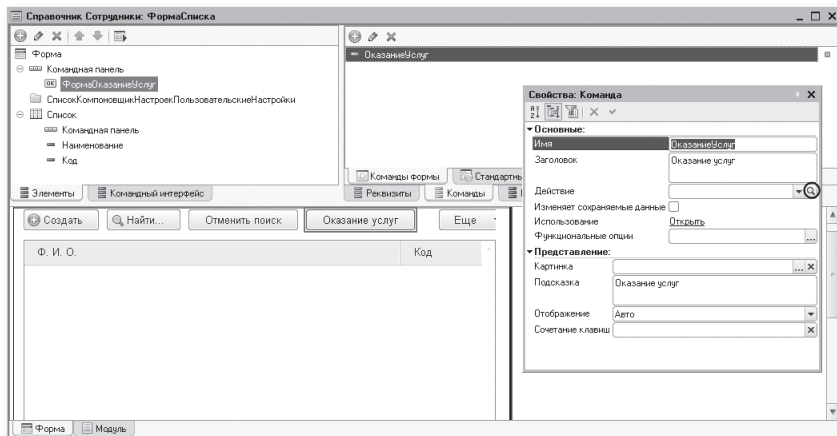 Справочник Сотрудники: ФормаСписка
Форма
Командная панель
ФормаОказаниеУслуг
СписокКомпоновщикНастроекПользовательскиеНастройки
Список
Командная панель
Наименование
Код
Элементы
Командный интерфейс
ОказаниеУслуг
Команды формы
Реквизиты
Команды
Свойства: Команда
Основные:
Имя ОказаниеУслуг
Заголовок Оказание услуг
Действие
Изменяет сохраняемые данные
Использование Открыть
Функциональные опции
Представление:
Картинка
Подсказка Оказание услуг
Отображение Авто
Сочетание клавиш
Создать
Найти...
Отменить поиск
Оказание услуг
Еще
Ф. И. О.
Код
Форма
Модуль